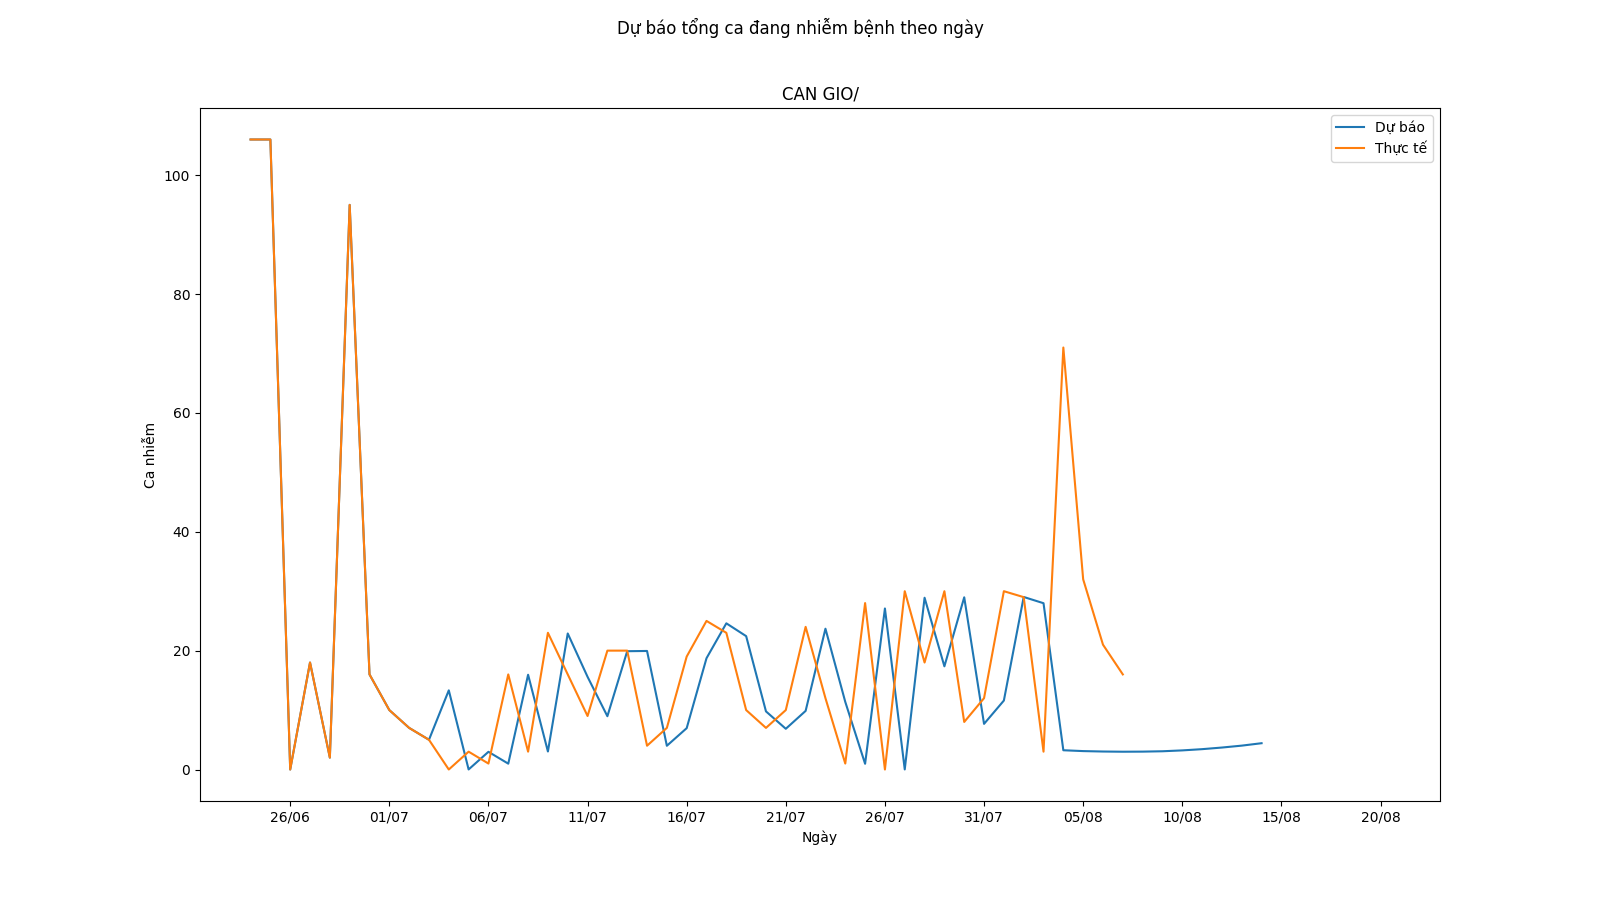 Dự báo tổng ca đang nhiễm bệnh theo ngày
CAN GIO/
Dự báo
Thực tế
Ca nhiễm
100
80
60
40
20
0
26/06 01/07 06/07 11/07 16/07 21/07 26/07 31/07 05/08 10/08 15/08 20/08
Ngày